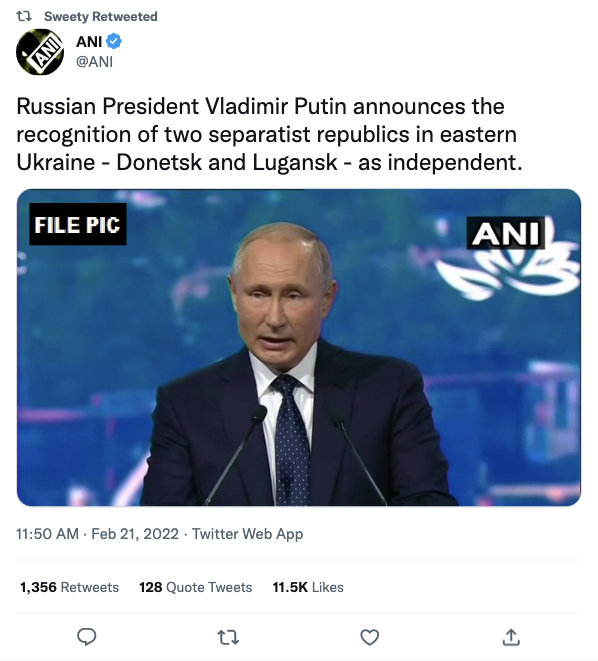 Sweety Retweeted
ANI
ANI
@ANI
Russian President Vladimir Putin announces the
recognition of two separatist republics in eastern
Ukraine - Donetsk and Lugansk - as independent.
FILE PIC
ANI
11:50 AM · Feb 21, 2022 · Twitter Web App
1,356 Retweets 128 Quote Tweets 11.5K Likes